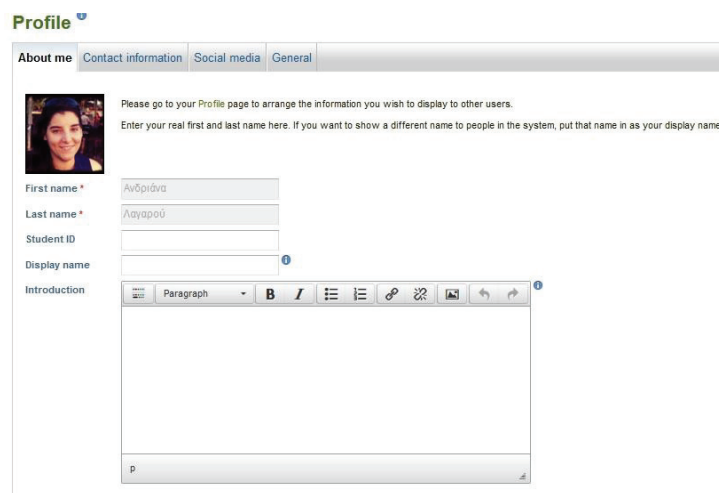 Profile
About me Contact information Social media General
Please go to your Profile page to arrange the information you wish to display to other users.
Enter your real first and last name here. If you want to show a different name to people in the system, put that name in as your display name
First name * Ανδριάνα
Last name * Λαγαρού
Student ID
Display name
Introduction
Paragraph B I
p